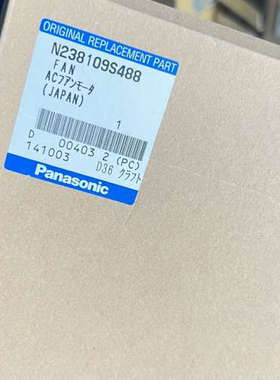 ORIGINAL REPLACEMENT PART
N238109S488
FAN
ACファンモータ
(JAPAN)
1
D 00403 2 (PC)
141003 D36 クラフト
Panasonic